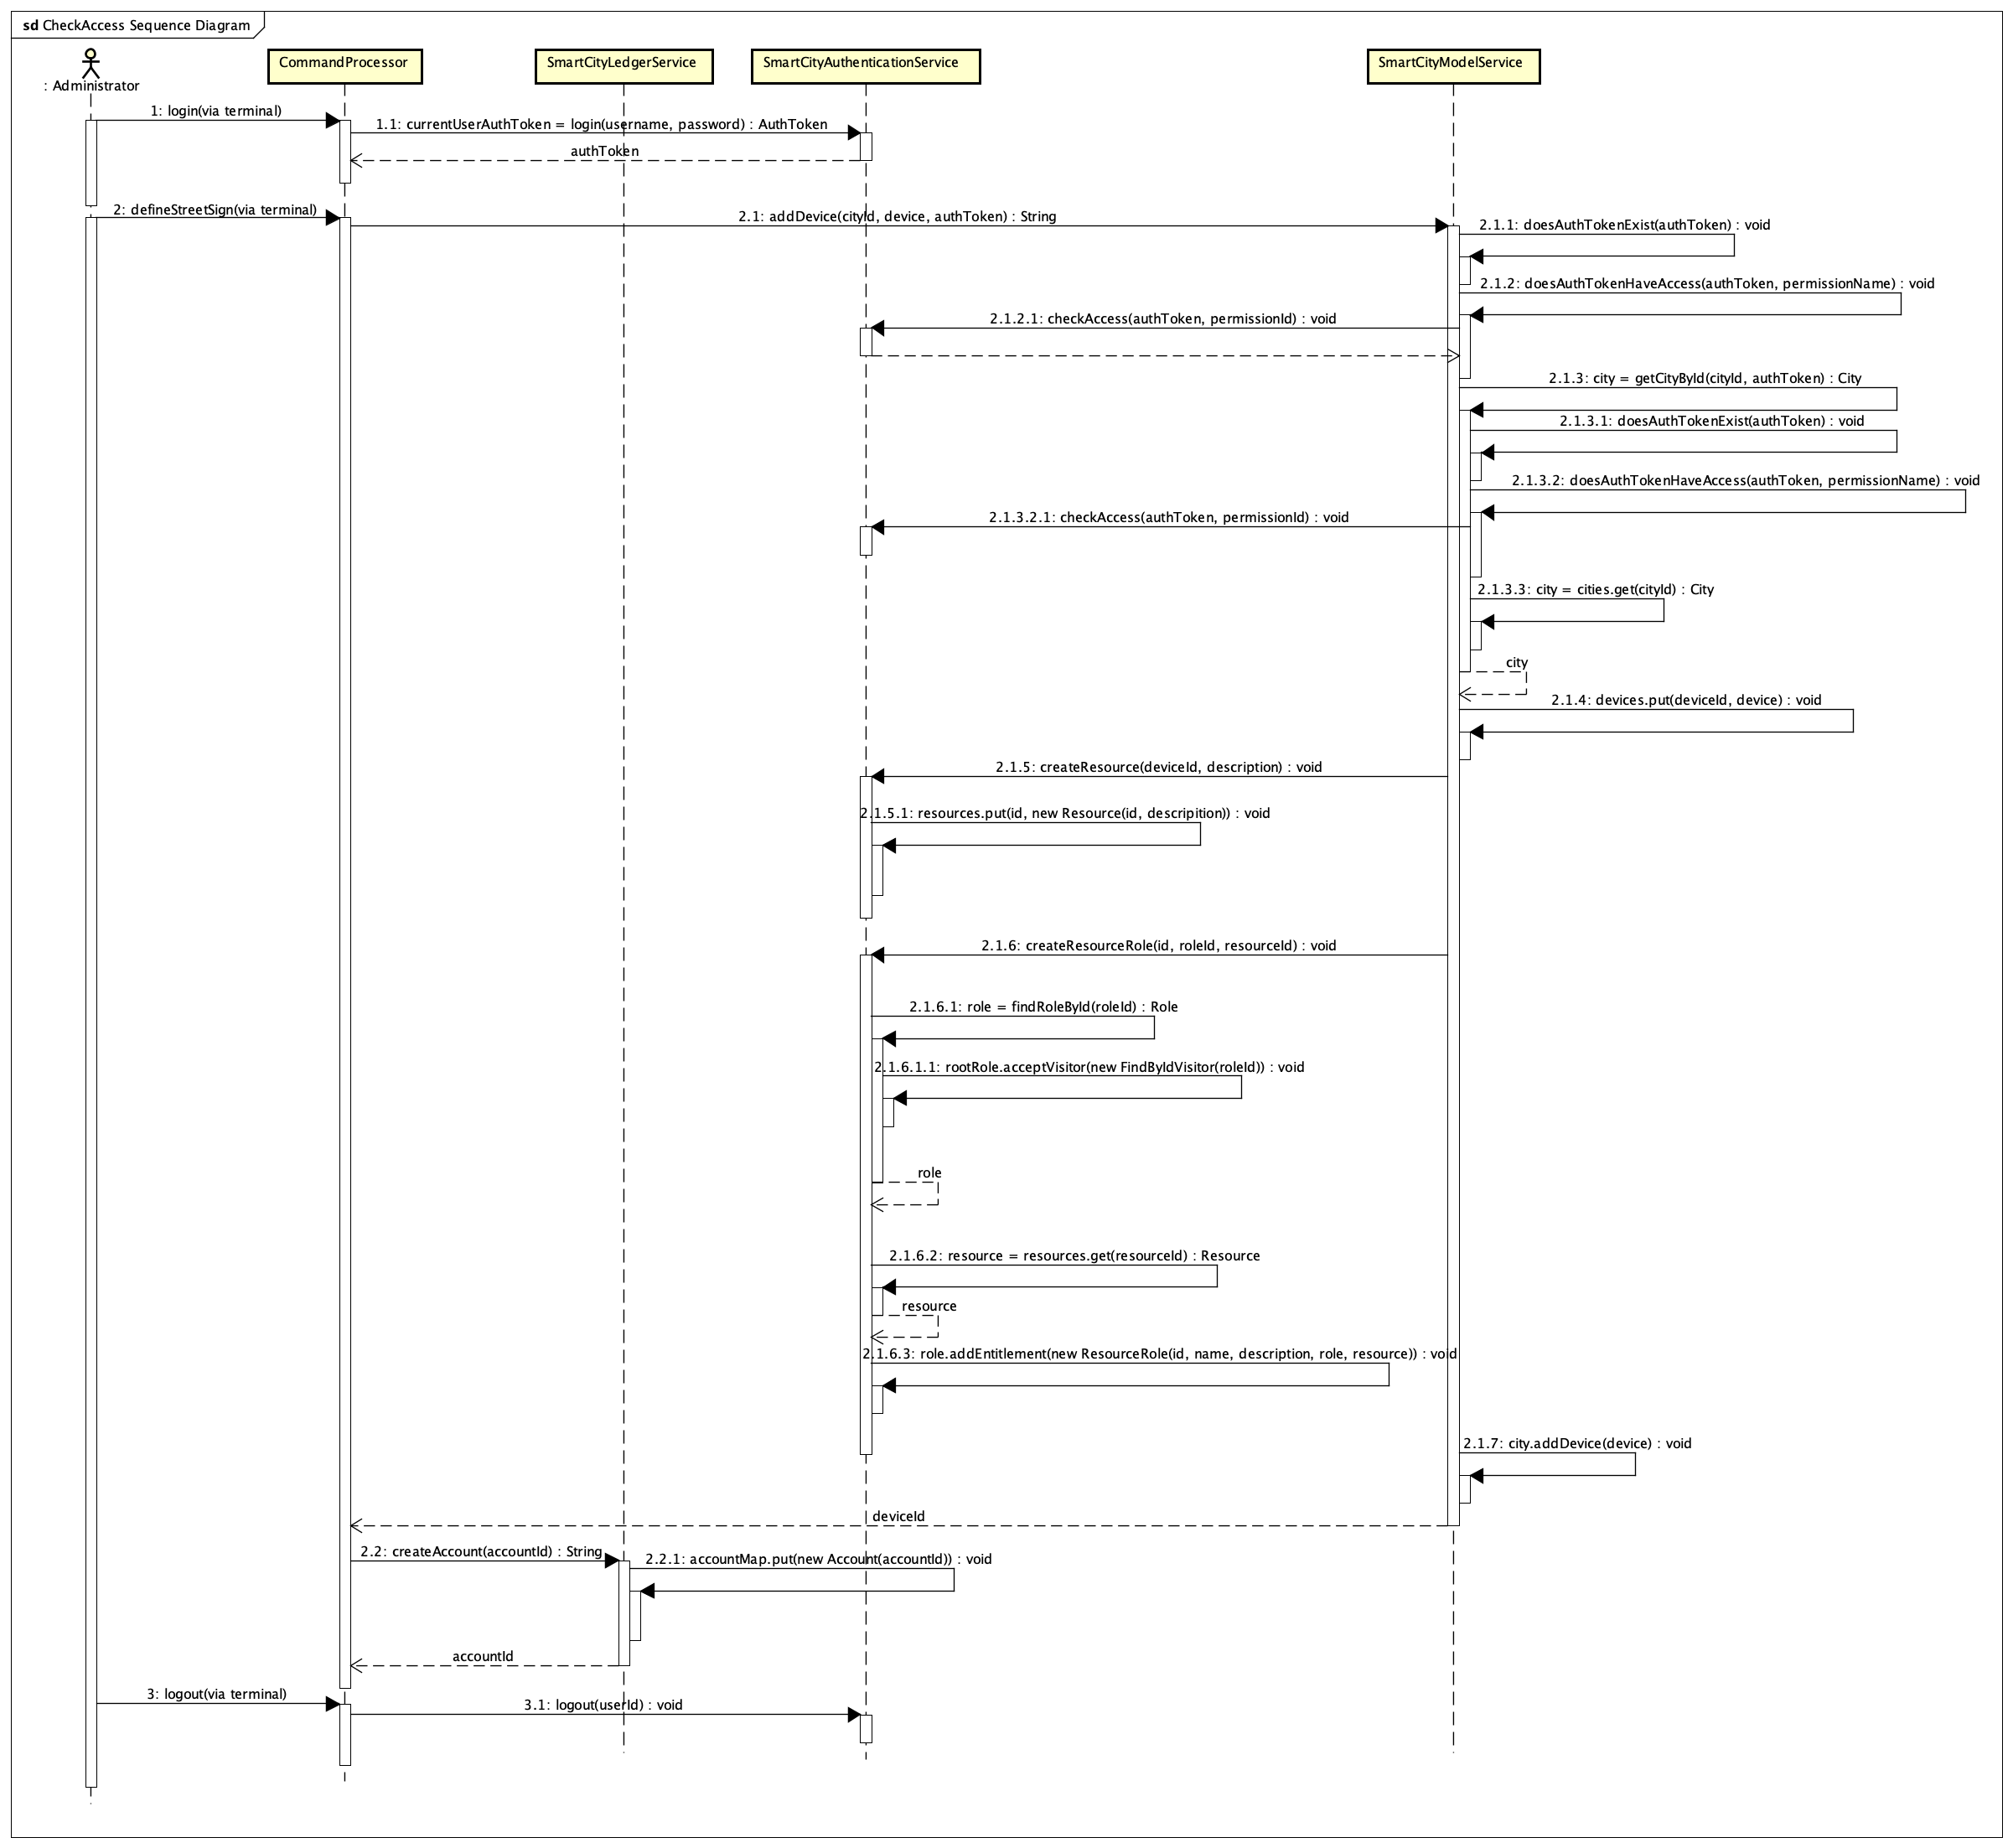 sd CheckAccess Sequence Diagram
: Administrator
CommandProcessor
SmartCityLedgerService
SmartCityAuthenticationService
SmartCityModelService
1: login(via terminal)
1.1: currentUserAuthToken = login(username, password) : AuthToken
authToken
2: defineStreetSign(via terminal)
2.1: addDevice(cityId, device, authToken) : String
2.1.1: doesAuthTokenExist(authToken) : void
2.1.2: doesAuthTokenHaveAccess(authToken, permissionName) : void
2.1.2.1: checkAccess(authToken, permissionId) : void
2.1.3: city = getCityById(cityId, authToken) : City
2.1.3.1: doesAuthTokenExist(authToken) : void
2.1.3.2: doesAuthTokenHaveAccess(authToken, permissionName) : void
2.1.3.2.1: checkAccess(authToken, permissionId) : void
2.1.3.3: city = cities.get(cityId) : City
city
2.1.4: devices.put(deviceId, device) : void
2.1.5: createResource(deviceId, description) : void
2.1.5.1: resources.put(id, new Resource(id, descripition)) : void
2.1.6: createResourceRole(id, roleId, resourceId) : void
2.1.6.1: role = findRoleById(roleId) : Role
2.1.6.1.1: rootRole.acceptVisitor(new FindByIdVisitor(roleId)) : void
role
2.1.6.2: resource = resources.get(resourceId) : Resource
resource
2.1.6.3: role.addEntitlement(new ResourceRole(id, name, description, role, resource)) : void
2.1.7: city.addDevice(device) : void
deviceId
2.2: createAccount(accountId) : String
2.2.1: accountMap.put(new Account(accountId)) : void
accountId
3: logout(via terminal)
3.1: logout(userId) : void